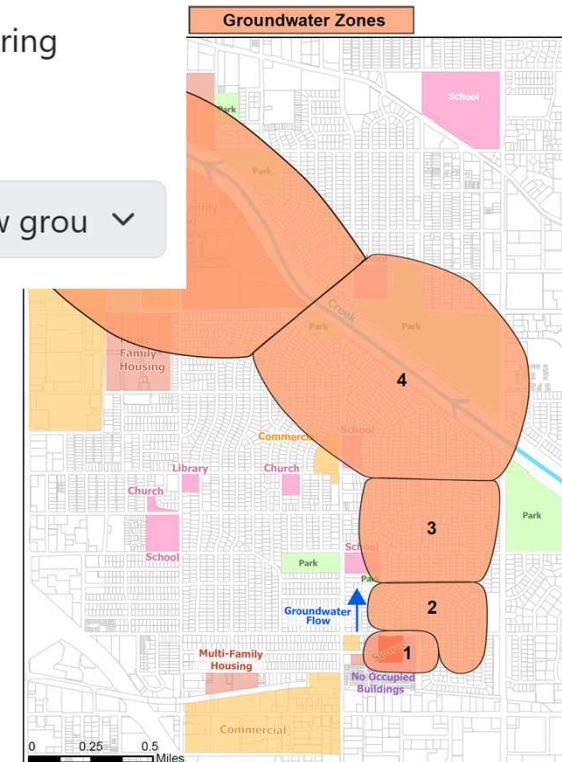 Groundwater Zones
ring
w grou
School
Park
Park
Creek
Park
Park
4
Family
Housing
Commerc
School
Library
Church
Church
School
3
Park
School
Park
Pa
Groundwater
Flow
2
1
Multi-Family
Housing
No Occupied
Buildings
Commercial
0
0.25
0.5
Miles